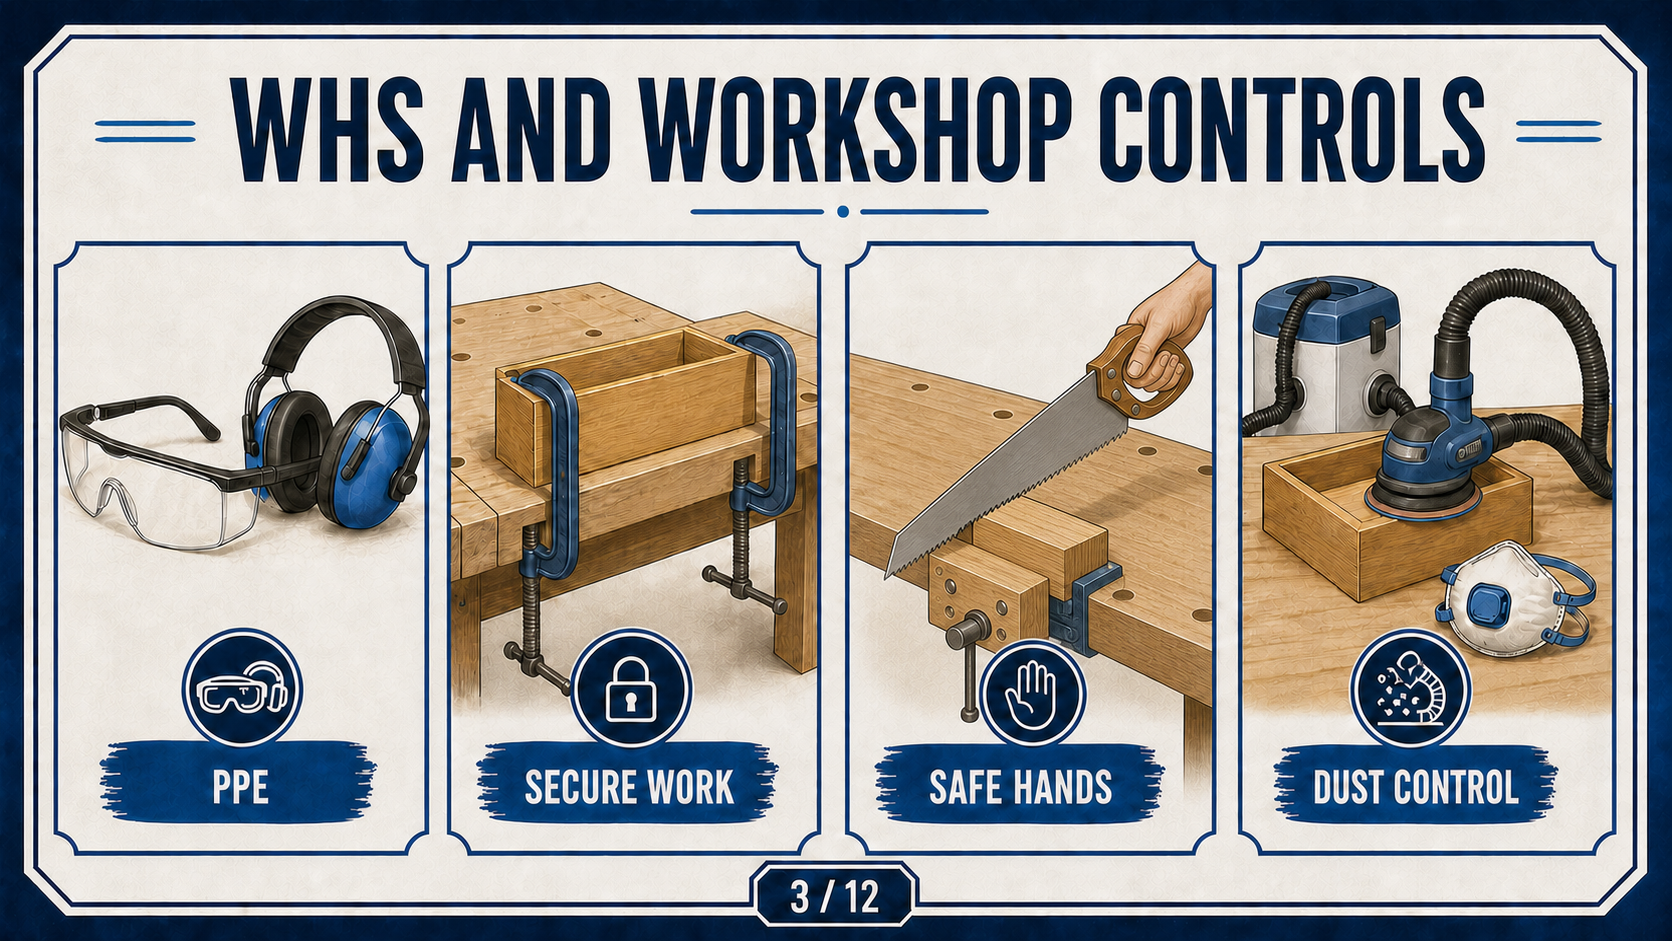 WHS AND WORKSHOP CONTROLS
PPE
SECURE WORK
SAFE HANDS
DUST CONTROL
3 / 12